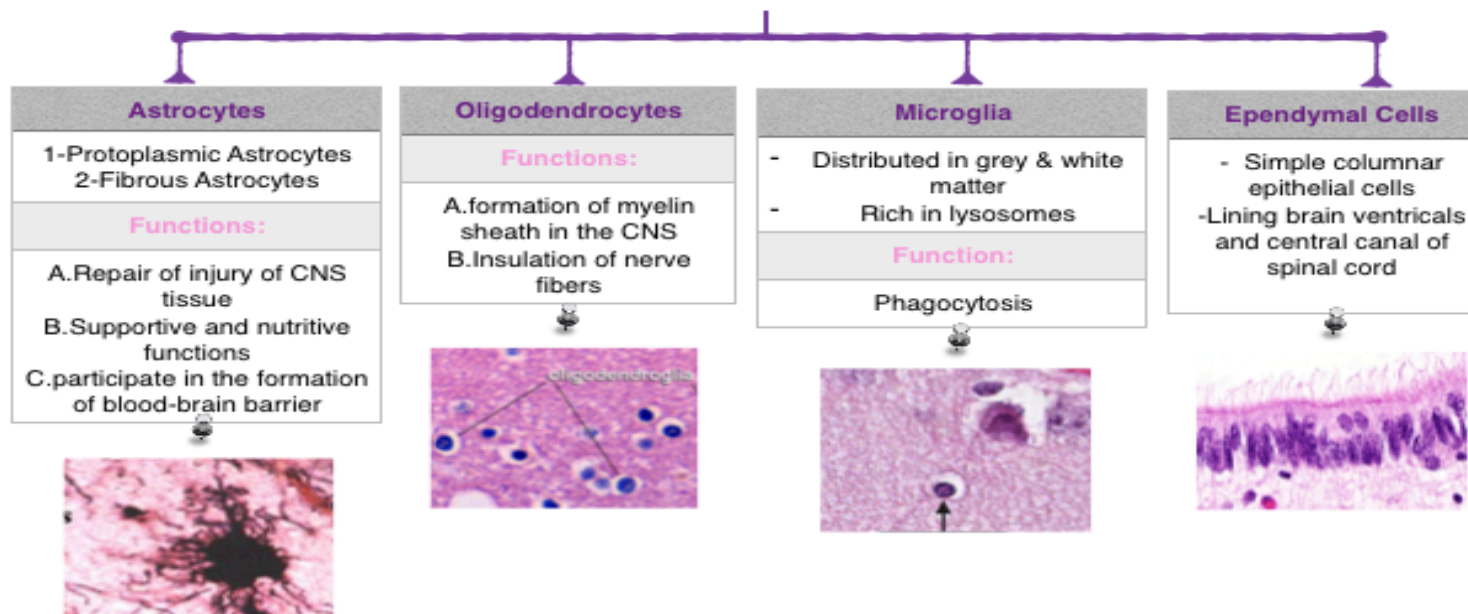 Astrocytes
1-Protoplasmic Astrocytes
2-Fibrous Astrocytes
Functions:
A.Repair of injury of CNS
tissue
B.Supportive and nutritive
functions
C.participate in the formation
of blood-brain barrier
Oligodendrocytes
Functions:
A.formation of myelin
sheath in the CNS
B.Insulation of nerve
fibers
oligodendroglia
Microglia
- Distributed in grey & white
matter
- Rich in lysosomes
Function:
Phagocytosis
Ependymal Cells
- Simple columnar
epithelial cells
-Lining brain ventricals
and central canal of
spinal cord